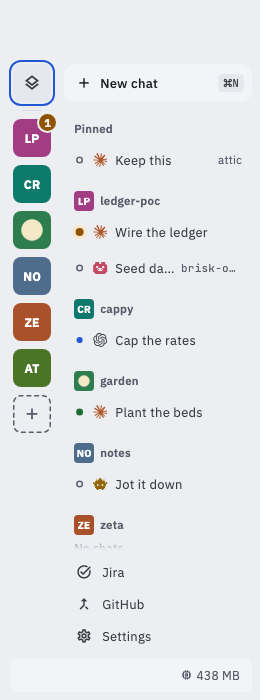 New chat ⌘N
1
LP
CR
NO
ZE
AT
Pinned
Keep this attic
LP ledger-poc
Wire the ledger
Seed da... brisk-o...
CR cappy
Cap the rates
garden
Plant the beds
NO notes
Jot it down
ZE zeta
No chats
Jira
GitHub
Settings
438 MB